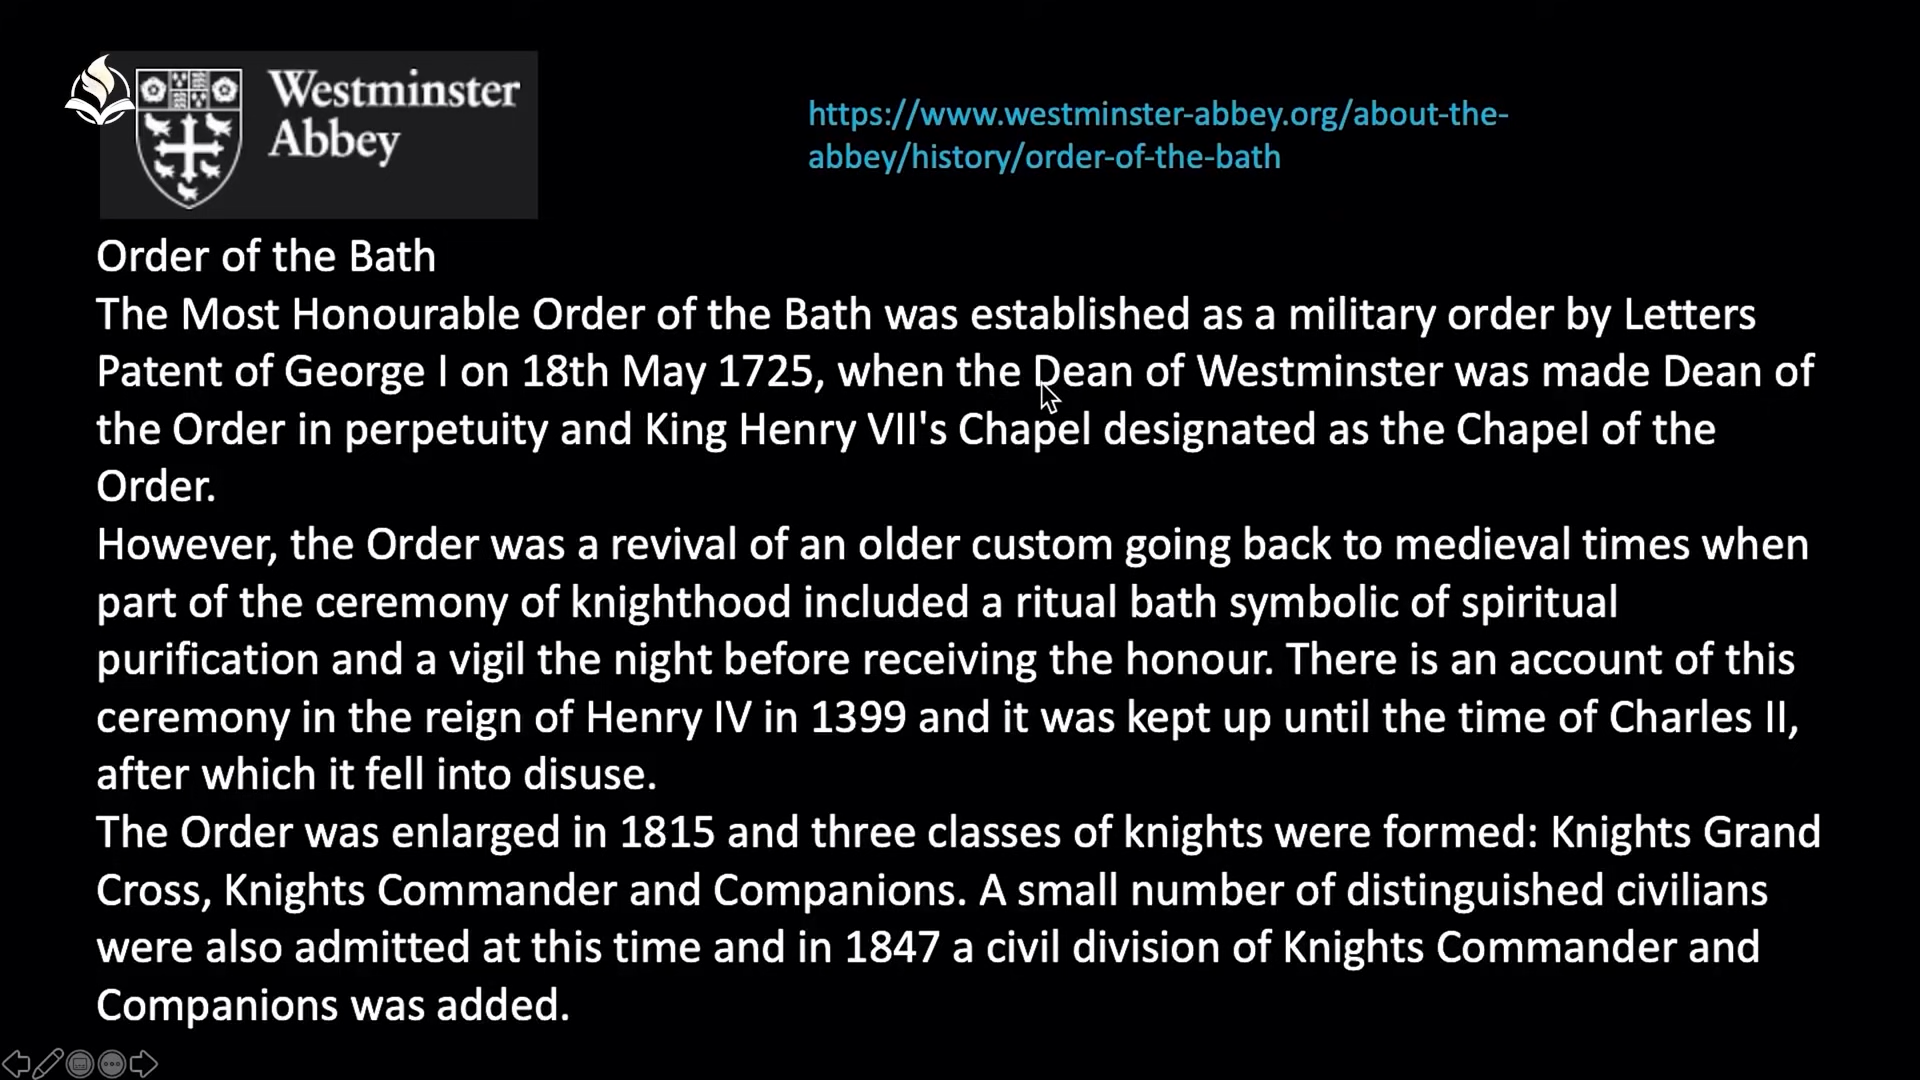 Westminster
Abbey
https://www.westminster-abbey.org/about-the-
abbey/history/order-of-the-bath
Order of the Bath
The Most Honourable Order of the Bath was established as a military order by Letters
Patent of George I on 18th May 1725, when the Dean of Westminster was made Dean of
the Order in perpetuity and King Henry VII's Chapel designated as the Chapel of the
Order.
However, the Order was a revival of an older custom going back to medieval times when
part of the ceremony of knighthood included a ritual bath symbolic of spiritual
purification and a vigil the night before receiving the honour. There is an account of this
ceremony in the reign of Henry IV in 1399 and it was kept up until the time of Charles II,
after which it fell into disuse.
The Order was enlarged in 1815 and three classes of knights were formed: Knights Grand
Cross, Knights Commander and Companions. A small number of distinguished civilians
were also admitted at this time and in 1847 a civil division of Knights Commander and
Companions was added.